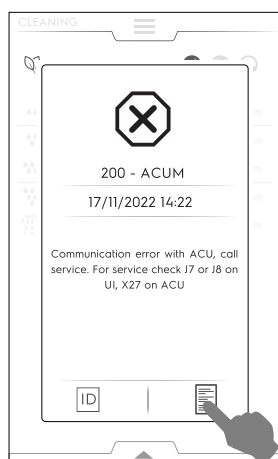 CLEANING
m
m
m
m
m
200 - ACUM
17/11/2022 14:22
Communication error with ACU, call
service. For service check J7 or J8 on
UI, X27 on ACU
ID